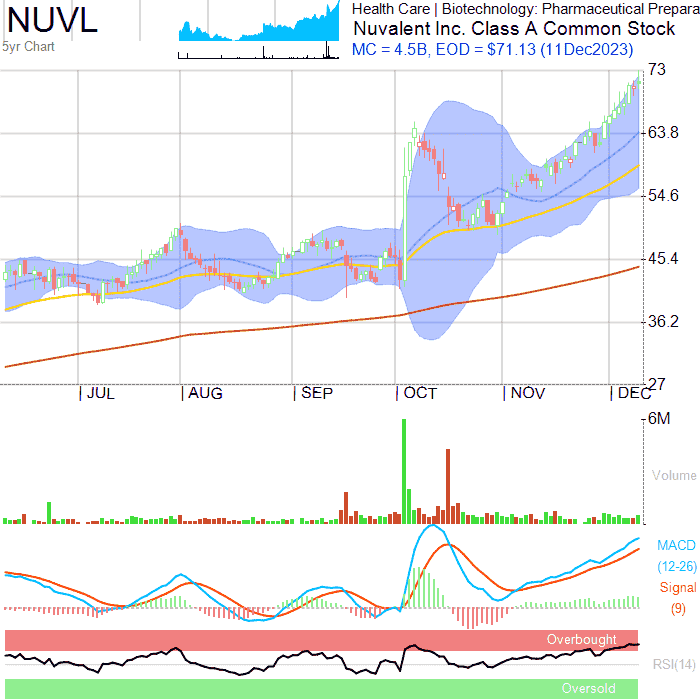 NUVL
5yr Chart
Health Care | Biotechnology: Pharmaceutical Prepara
Nuvalent Inc. Class A Common Stock
MC = 4.5B, EOD = $71.13 (11Dec2023)
73
63.8
54.6
45.4
36.2
27
JUL AUG SEP OCT NOV DEC
6M
Volume
MACD
(12-26)
Signal
(9)
Overbought
RSI(14)
Oversold